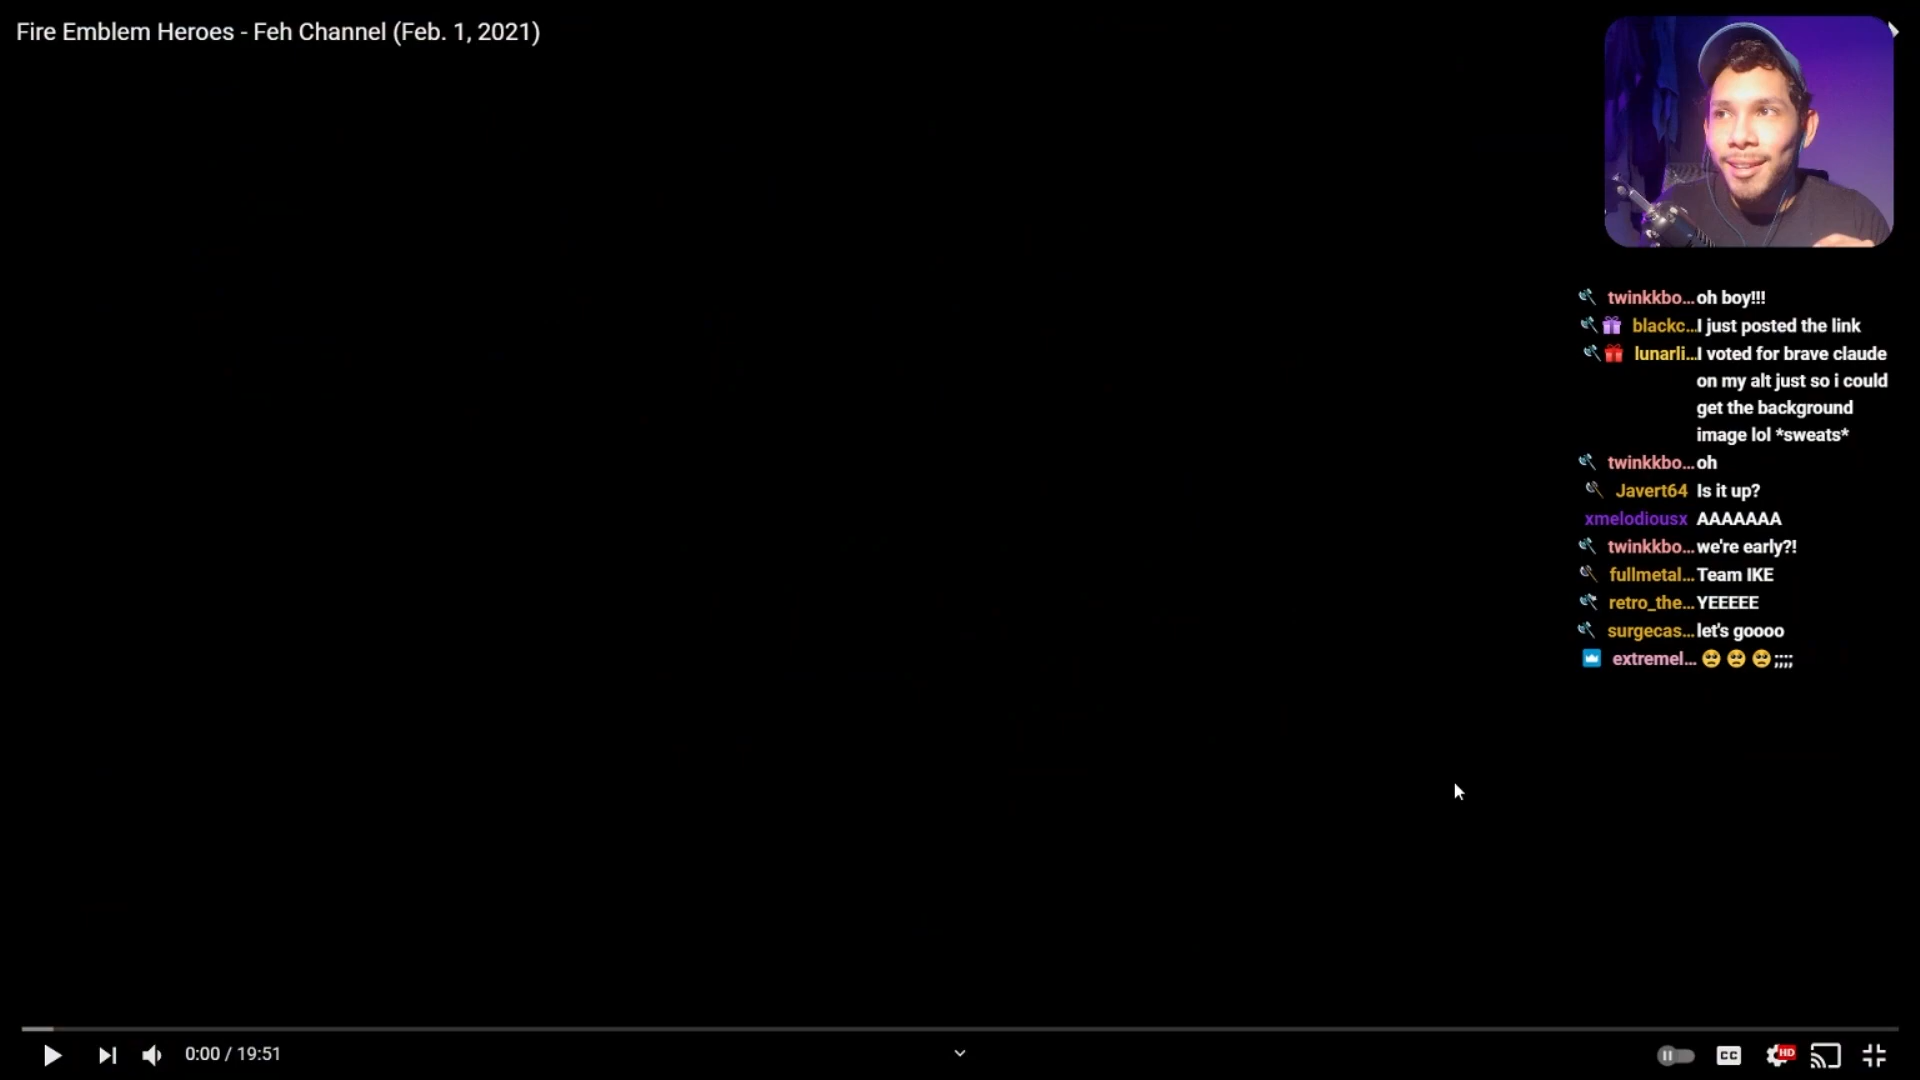 Fire Emblem Heroes - Feh Channel (Feb. 1, 2021)
twinkkbo... oh boy!!!
blackc... I just posted the link
lunarli... I voted for brave claude
on my alt just so i could
get the background
image lol *sweats*
twinkkbo... oh
Javert64 Is it up?
xmelodiousx AAAAAAA
twinkkbo... we're early?!
fullmetal... Team IKE
retro_the... YEEEEE
surgecas... let's goooo
extremel... 🥺 🥺 🥺;;;;
0:00 / 19:51
CC
HD